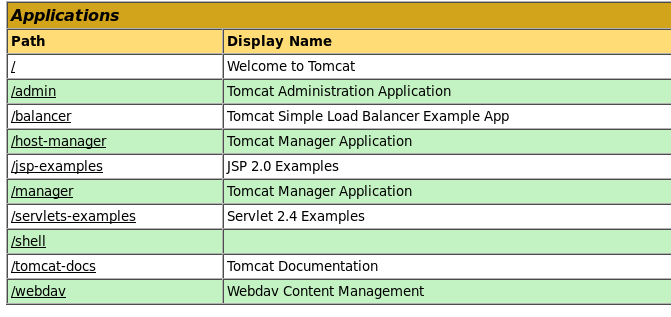 Applications
Path Display Name
/ Welcome to Tomcat
/admin Tomcat Administration Application
/balancer Tomcat Simple Load Balancer Example App
/host-manager Tomcat Manager Application
/jsp-examples JSP 2.0 Examples
/manager Tomcat Manager Application
/servlets-examples Servlet 2.4 Examples
/shell
/tomcat-docs Tomcat Documentation
/webdav Webdav Content Management